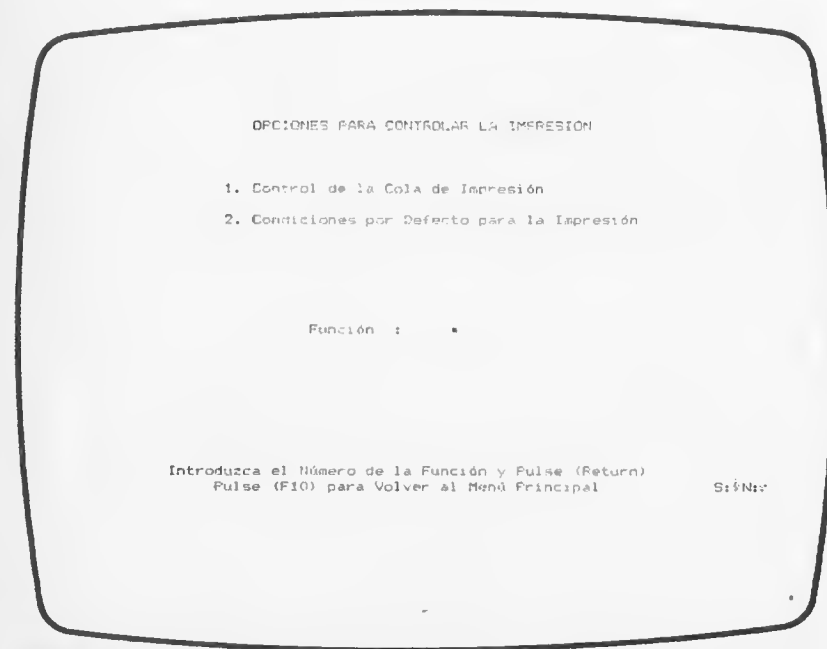 OPCIONES PARA CONTROLAR LA IMPRESIÓN
1. Control de la Cola de Impresión
2. Condiciones por Defecto para la Impresión
Función :
Introduzca el Número de la Función y Pulse (Return)
Pulse (F10) para Volver al Menú Principal